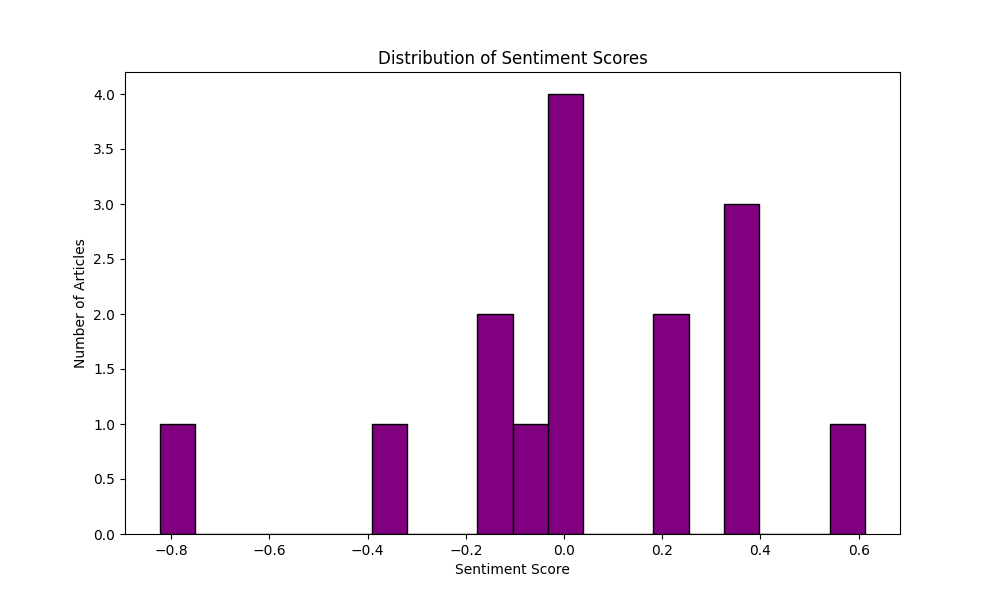 Distribution of Sentiment Scores
Number of Articles
4.0
3.5
3.0
2.5
2.0
1.5
1.0
0.5
0.0
−0.8 −0.6 −0.4 −0.2 0.0 0.2 0.4 0.6
Sentiment Score